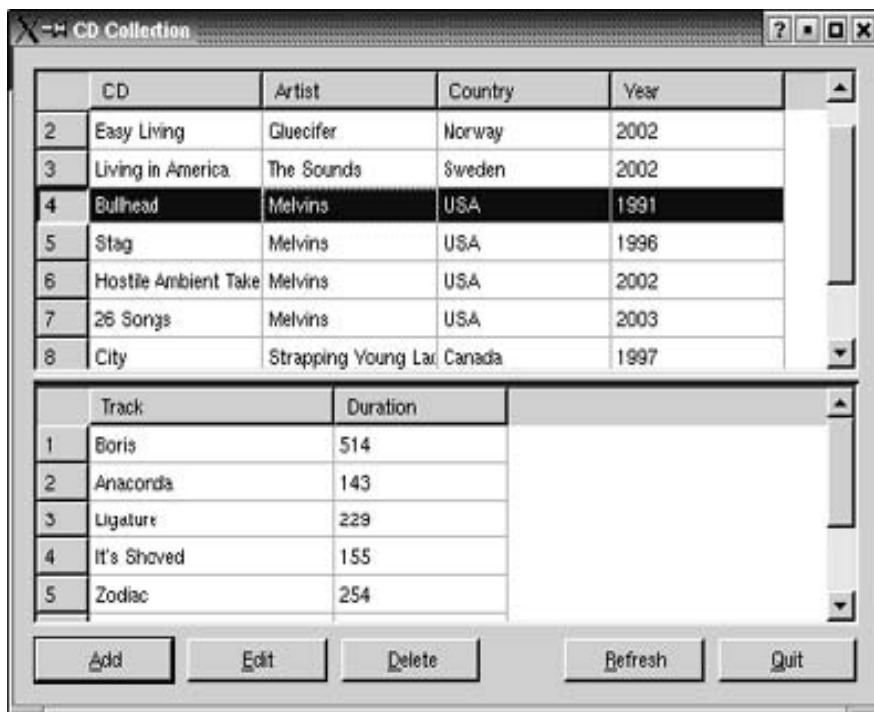 CD Collection
CD Artist Country Year
2 Easy Living Gluecifer Norway 2002
3 Living in America The Sounds Sweden 2002
4 Bullhead Melvins USA 1991
5 Stag Melvins USA 1996
6 Hostile Ambient Take Melvins USA 2002
7 26 Songs Melvins USA 2003
8 City Strapping Young Lad Canada 1997
Track Duration
1 Boris 514
2 Anaconda 143
3 Ligature 229
4 It's Shoved 155
5 Zodiac 254
Add Edit Delete Refresh Quit